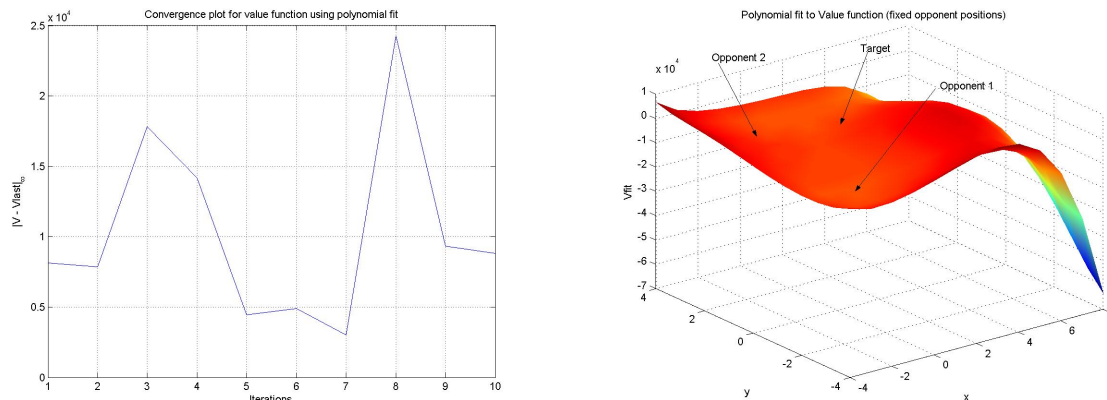 Convergence plot for value function using polynomial fit
x 10^4
2.5
2
1.5
1
0.5
0
|V - Vlast|∞
1 2 3 4 5 6 7 8 9 10
Iterations
Polynomial fit to Value function (fixed opponent positions)
Target
Opponent 2
Opponent 1
x 10^4
1
0
-1
-2
-3
-4
-5
-6
-7
Vfit
4
2
0
-2
-4
y
-4
-2
0
2
4
6
x